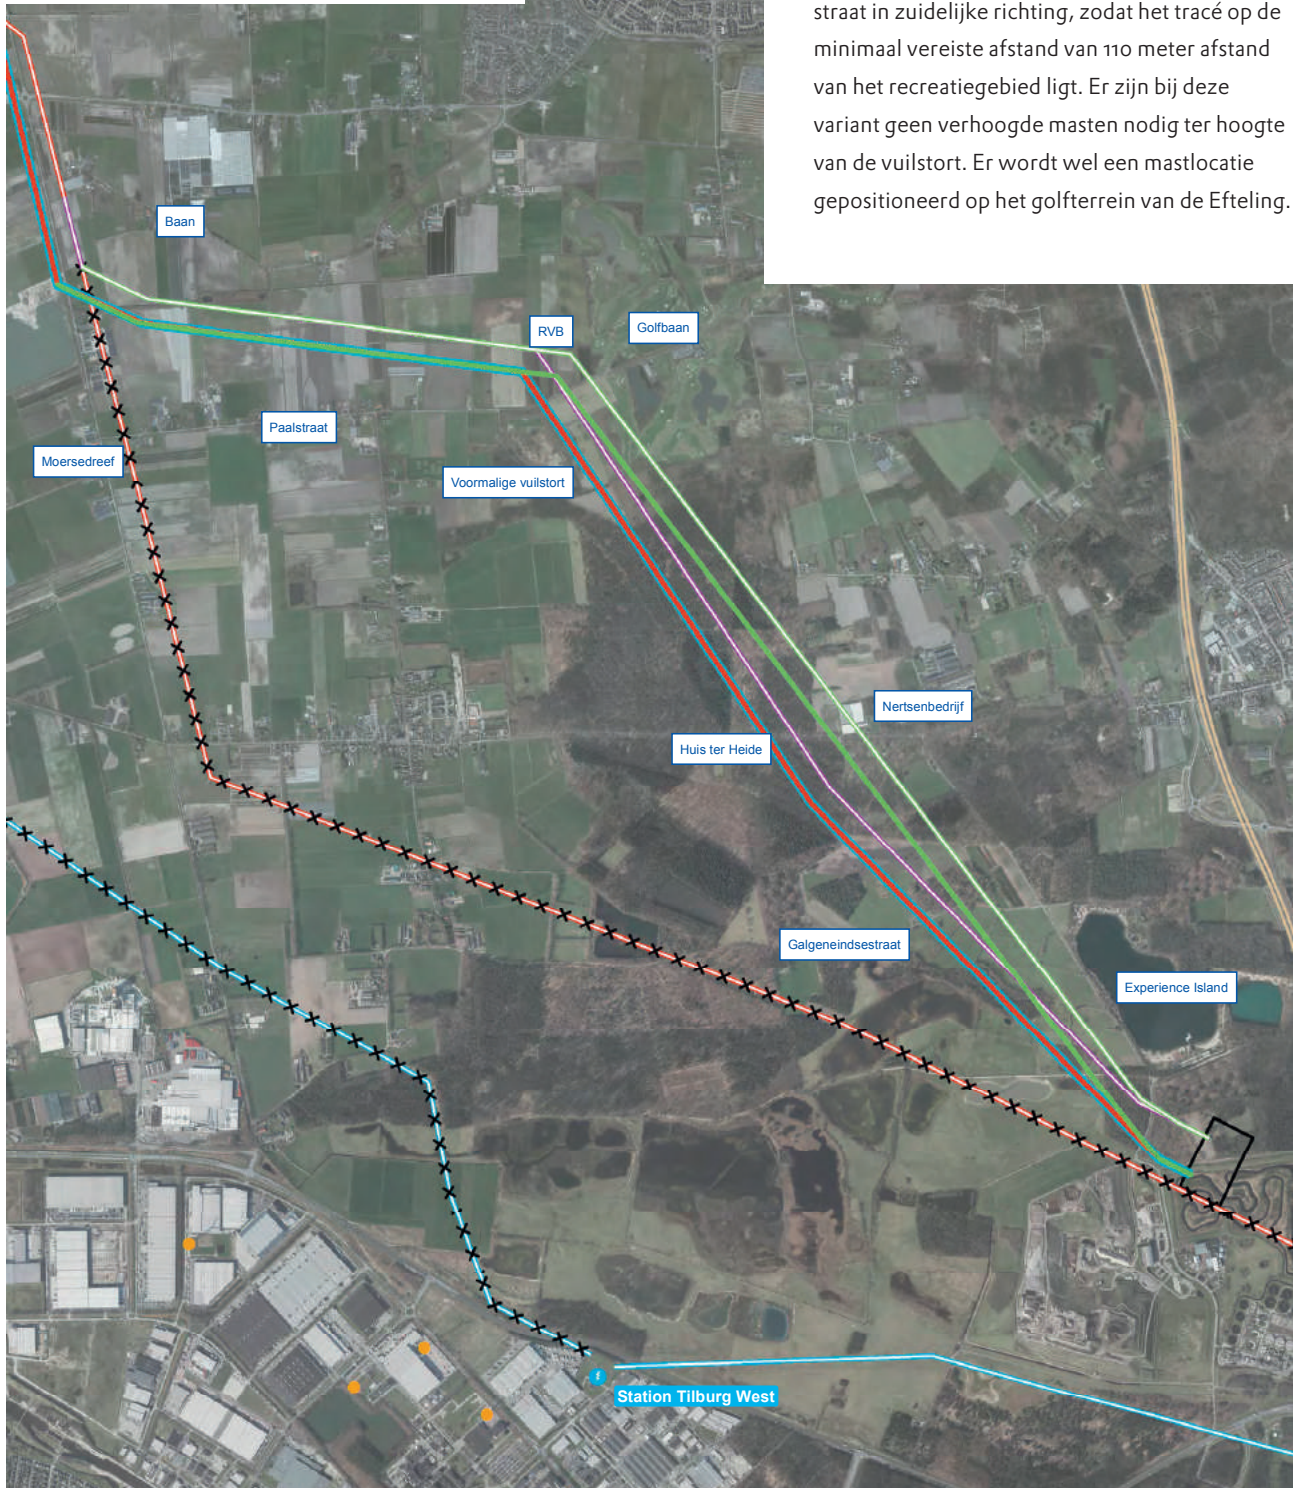 straat in zuidelijke richting, zodat het tracé op de
minimaal vereiste afstand van 110 meter afstand
van het recreatiegebied ligt. Er zijn bij deze
variant geen verhoogde masten nodig ter hoogte
van de vuilstort. Er wordt wel een mastlocatie
gepositioneerd op het golfterrein van de Efteling.
Baan
RVB
Golfbaan
Paalstraat
Moersedreef
Voormalige vuilstort
Nertsenbedrijf
Huis ter Heide
Galgeneindsestraat
Experience Island
f
Station Tilburg West